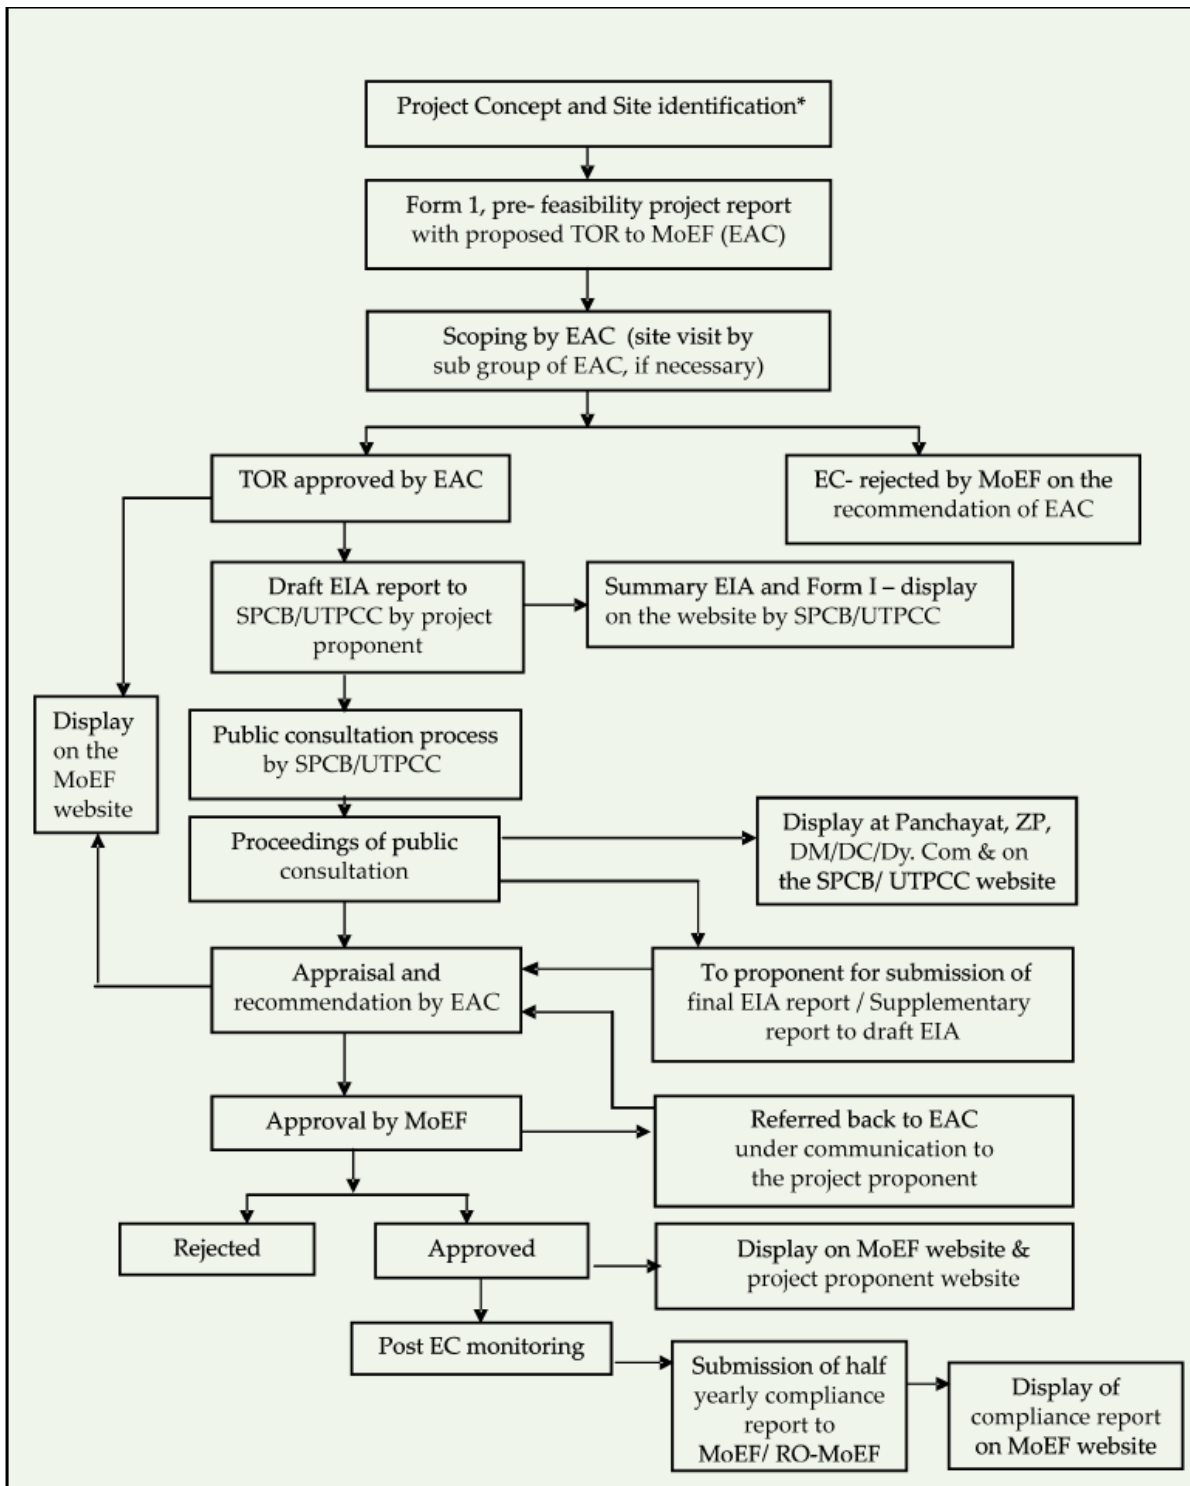 Project Concept and Site identification*
Form 1, pre- feasibility project report
with proposed TOR to MoEF (EAC)
Scoping by EAC (site visit by
sub group of EAC, if necessary)
TOR approved by EAC
EC- rejected by MoEF on the
recommendation of EAC
Draft EIA report to
SPCB/UTPCC by project
proponent
Summary EIA and Form I – display
on the website by SPCB/UTPCC
Display
on the
MoEF
website
Public consultation process
by SPCB/UTPCC
Proceedings of public
consultation
Display at Panchayat, ZP,
DM/DC/Dy. Com & on
the SPCB/ UTPCC website
Appraisal and
recommendation by EAC
To proponent for submission of
final EIA report / Supplementary
report to draft EIA
Approval by MoEF
Referred back to EAC
under communication to
the project proponent
Rejected
Approved
Display on MoEF website &
project proponent website
Post EC monitoring
Submission of half
yearly compliance
report to
MoEF/ RO-MoEF
Display of
compliance report
on MoEF website